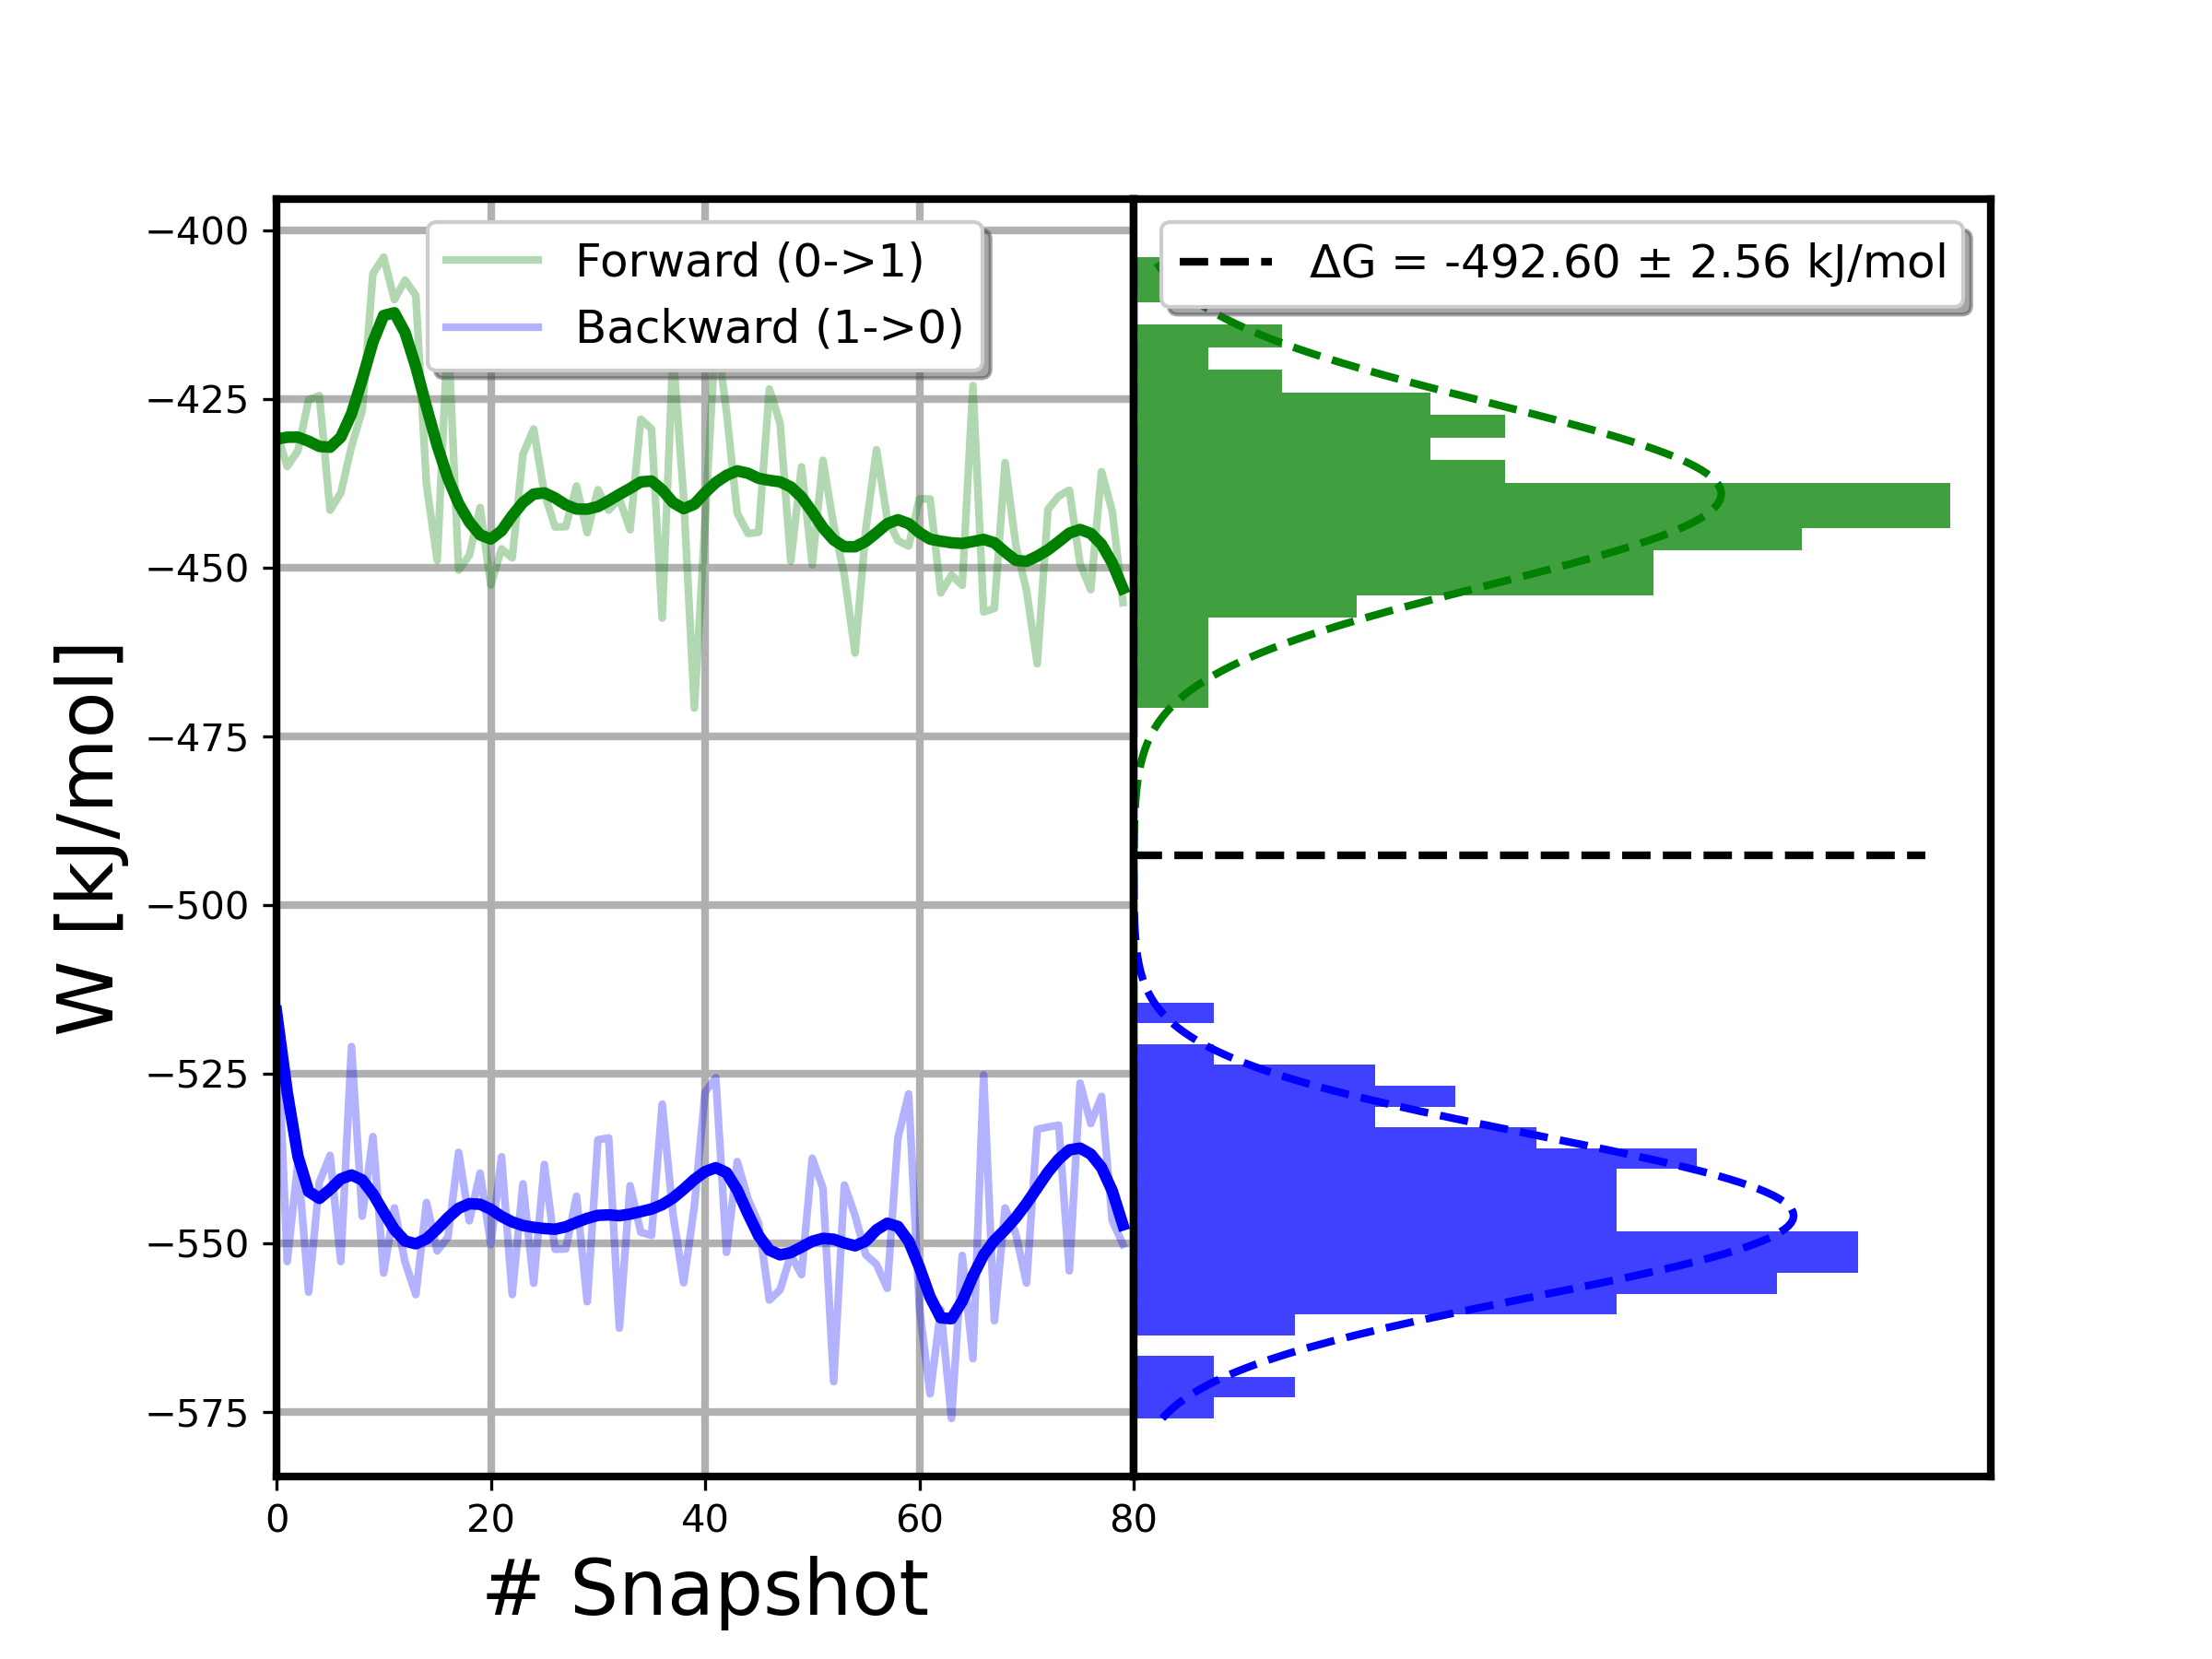 Forward (0->1)
Backward (1->0)
ΔG = -492.60 ± 2.56 kJ/mol
−400
−425
−450
−475
−500
−525
−550
−575
W [kJ/mol]
0 20 40 60 80
# Snapshot